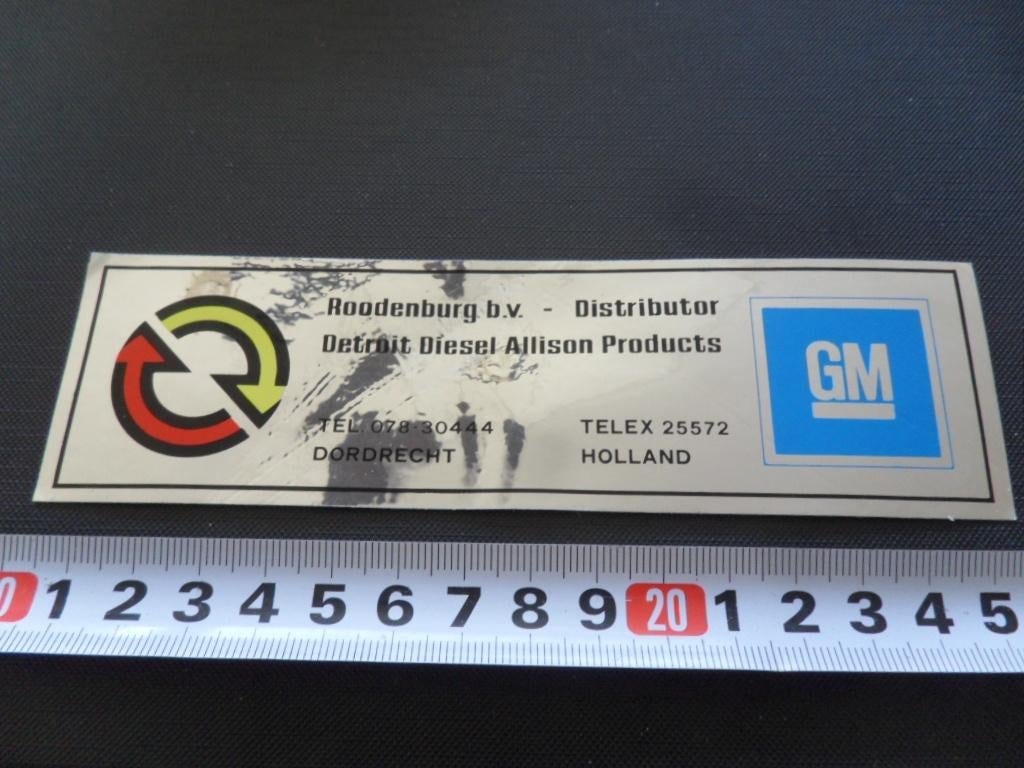 Roodenburg b.v. - Distributor
Detroit Diesel Allison Products
TEL. 078-30444 TELEX 25572
DORDRECHT HOLLAND
GM
0 1 2 3 4 5 6 7 8 9 20 1 2 3 4 5